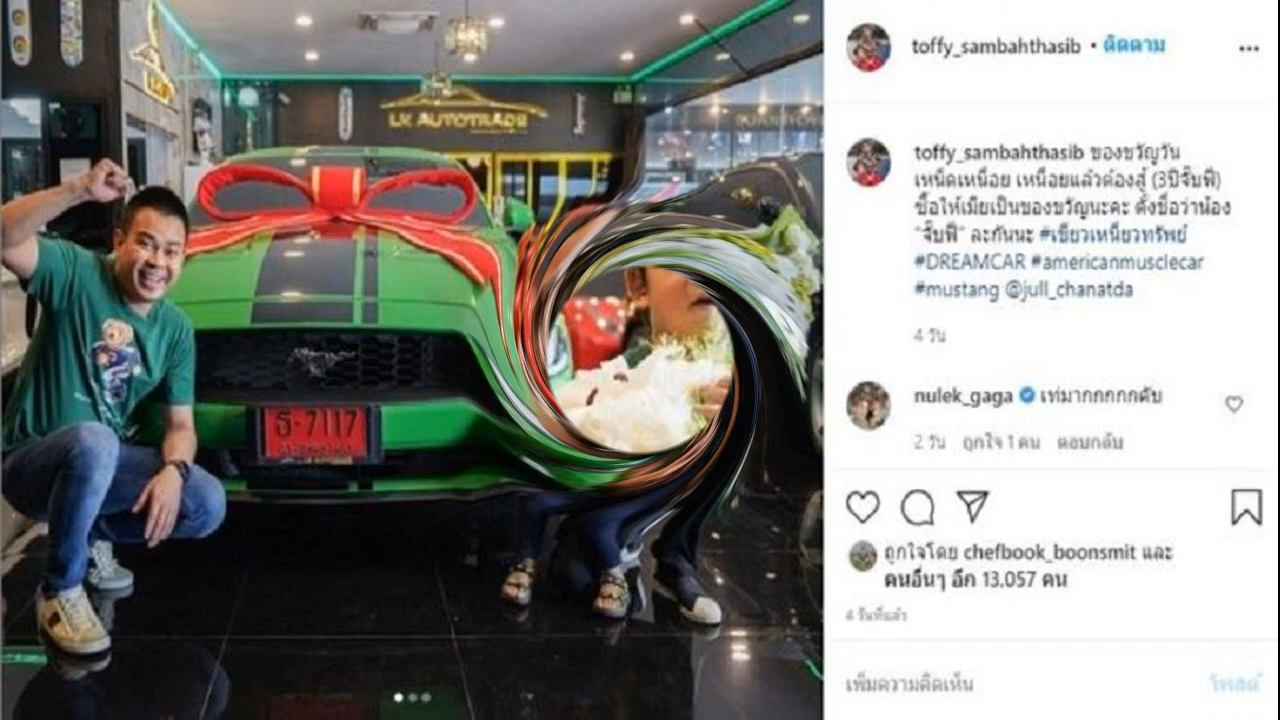 LK AUTOTRADE
ธ-7117
toffy_sambahthasib • ติดตาม
toffy_sambahthasib ของขวัญวัน
เหน็ดเหนื่อย เหนื่อยแล้วต้องสู้ (3ปีจั๊บฟี่)
ซื้อให้เมียเป็นของขวัญนะคะ ตั้งชื่อว่าน้อง
"จั๊บฟี่" ละกันนะ #เขียวเหนี่ยวทรัพย์
#DREAMCAR #americanmusclecar
#mustang @jull_chanatda
4 วัน
nulek_gaga เท่มากกกกกคับ
2 วัน ถูกใจ 1 คน ตอบกลับ
ถูกใจโดย chefbook_boonsmit และ
คนอื่นๆ อีก 13,057 คน
4 วันที่แล้ว
เพิ่มความคิดเห็น
โพสต์